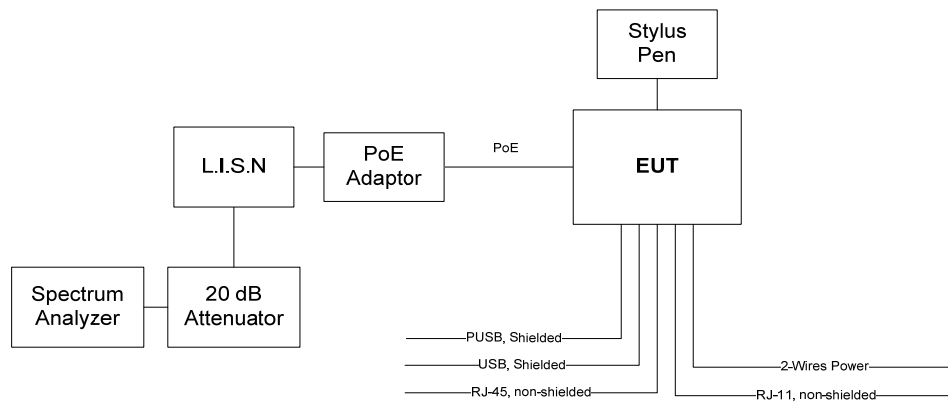 Stylus
Pen
L.I.S.N
PoE
Adaptor
PoE
EUT
Spectrum
Analyzer
20 dB
Attenuator
PUSB, Shielded
USB, Shielded
2-Wires Power
RJ-45, non-shielded
RJ-11, non-shielded